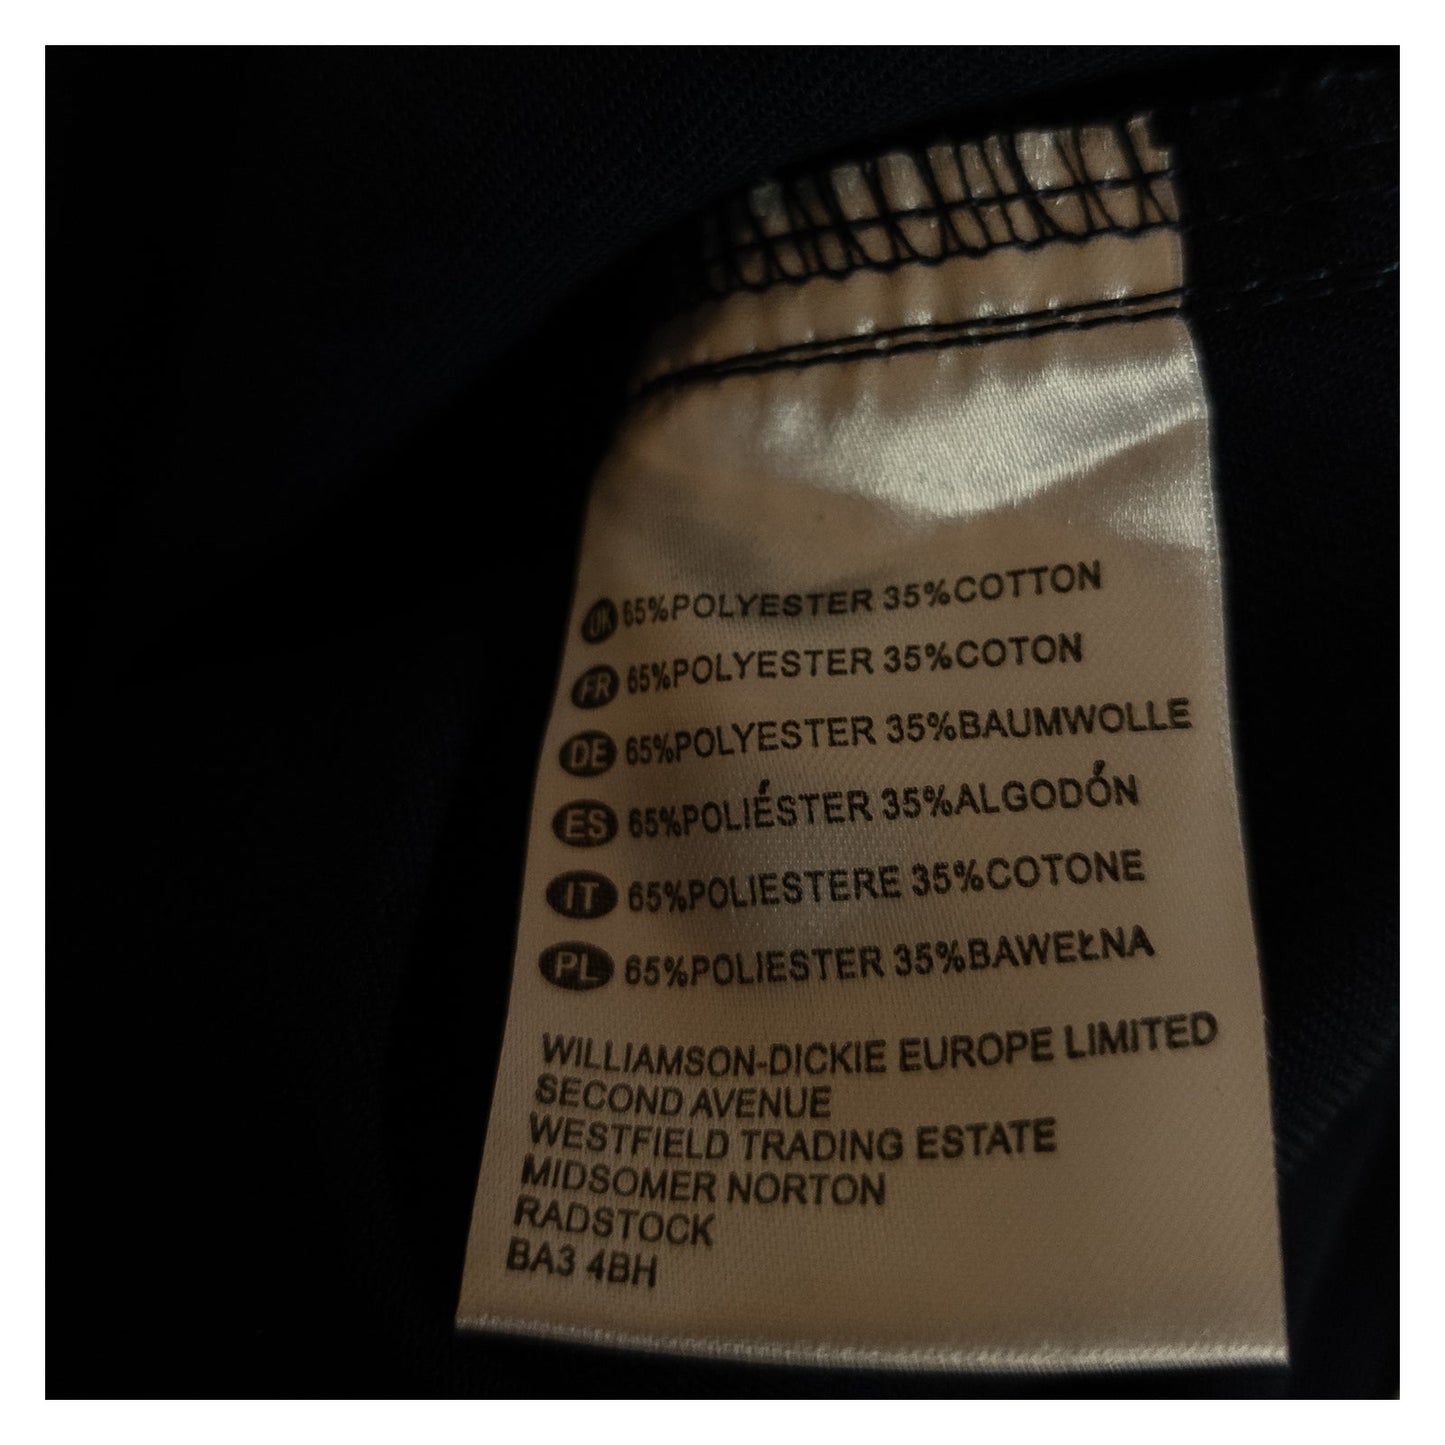 UK 65%POLYESTER 35%COTTON
FR 65%POLYESTER 35%COTON
DE 65%POLYESTER 35%BAUMWOLLE
ES 65%POLIÉSTER 35%ALGODÓN
IT 65%POLIESTERE 35%COTONE
PL 65%POLIESTER 35%BAWEŁNA
WILLIAMSON-DICKIE EUROPE LIMITED
SECOND AVENUE
WESTFIELD TRADING ESTATE
MIDSOMER NORTON
RADSTOCK
BA3 4BH